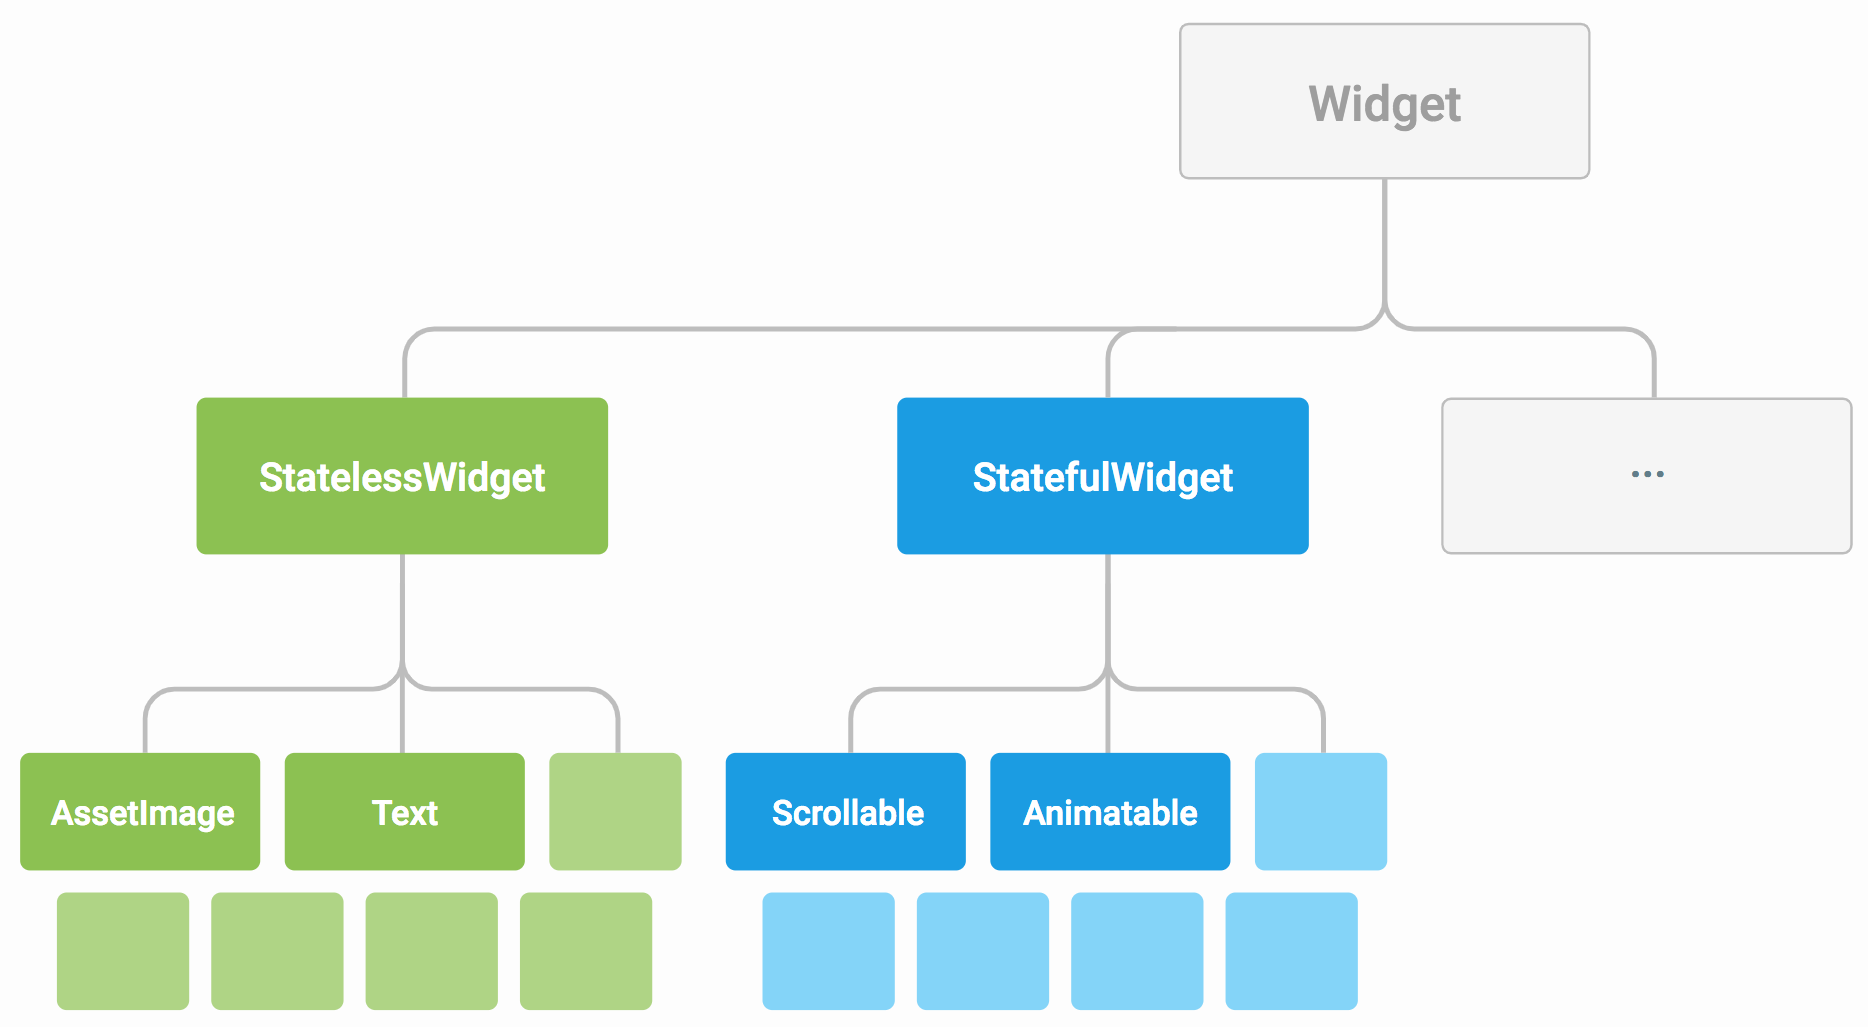 Widget
StatelessWidget
StatefulWidget
...
AssetImage
Text
Scrollable
Animatable